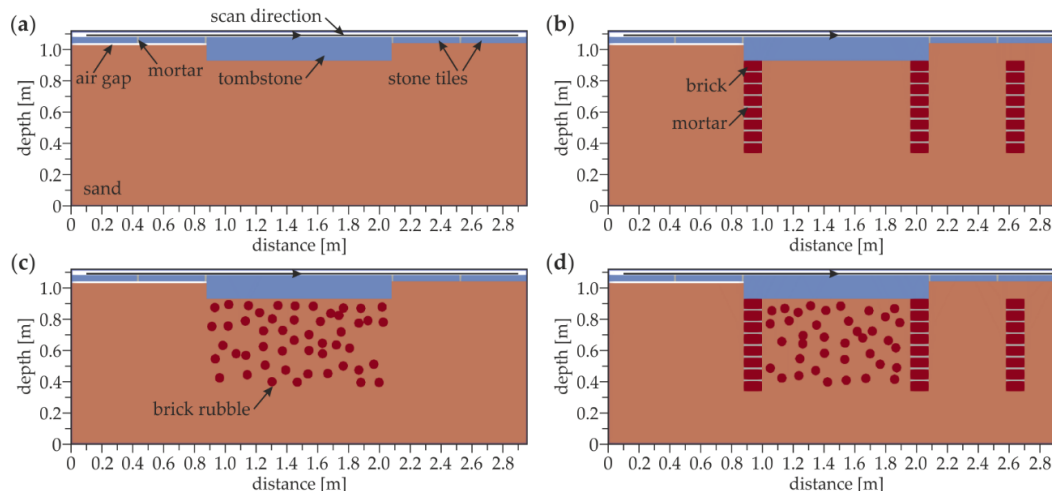 (a)
scan direction
1.0
0.8
0.6
0.4
0.2
0
depth [m]
air gap
mortar
tombstone
stone tiles
sand
0 0.2 0.4 0.6 0.8 1.0 1.2 1.4 1.6 1.8 2.0 2.2 2.4 2.6 2.8
distance [m]
(b)
1.0
0.8
0.6
0.4
0.2
0
depth [m]
brick
mortar
0 0.2 0.4 0.6 0.8 1.0 1.2 1.4 1.6 1.8 2.0 2.2 2.4 2.6 2.8
distance [m]
(c)
1.0
0.8
0.6
0.4
0.2
0
depth [m]
brick rubble
0 0.2 0.4 0.6 0.8 1.0 1.2 1.4 1.6 1.8 2.0 2.2 2.4 2.6 2.8
distance [m]
(d)
1.0
0.8
0.6
0.4
0.2
0
depth [m]
0 0.2 0.4 0.6 0.8 1.0 1.2 1.4 1.6 1.8 2.0 2.2 2.4 2.6 2.8
distance [m]